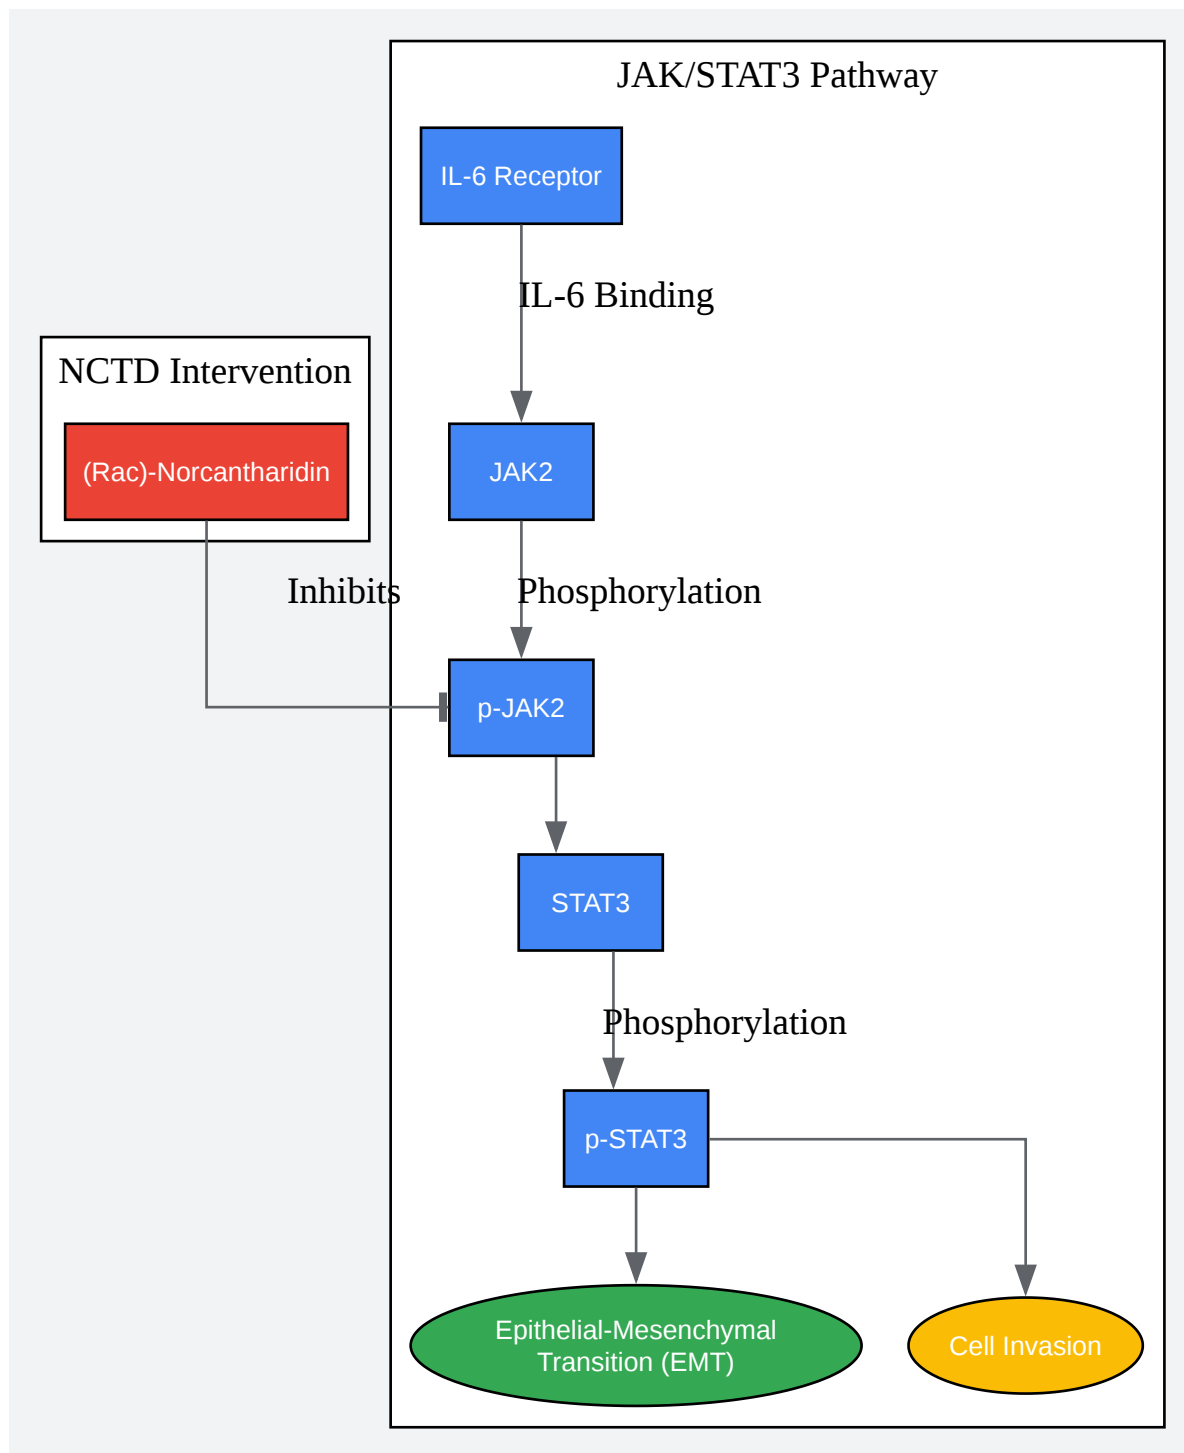 JAK/STAT3 Pathway
IL-6 Receptor
IL-6 Binding
NCTD Intervention
(Rac)-Norcantharidin
JAK2
Inhibits
Phosphorylation
p-JAK2
STAT3
Phosphorylation
p-STAT3
Epithelial-Mesenchymal
Transition (EMT)
Cell Invasion